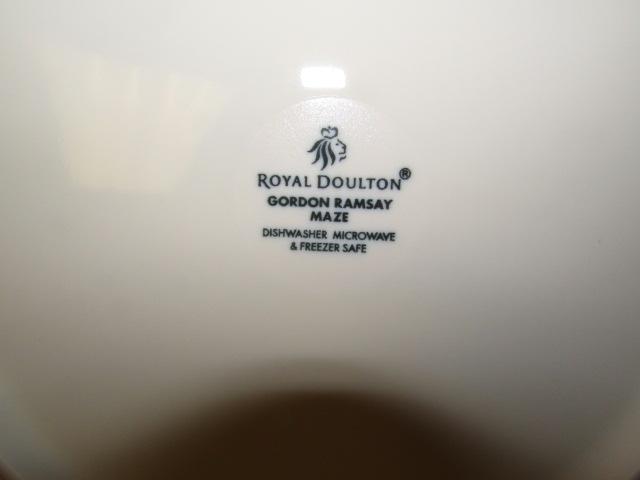 ROYAL DOULTON®
GORDON RAMSAY
MAZE
DISHWASHER MICROWAVE
& FREEZER SAFE